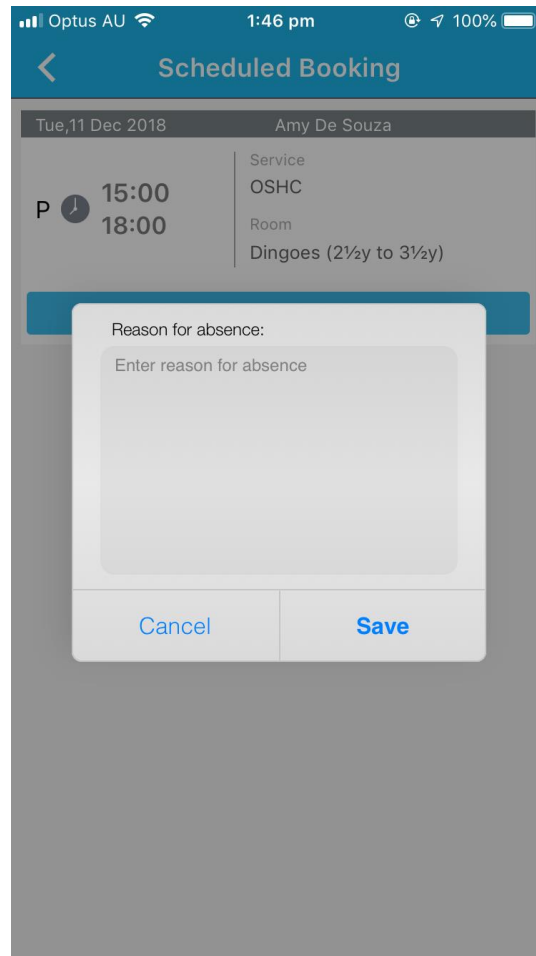 Optus AU 1:46 pm 100%
Scheduled Booking
Tue,11 Dec 2018 Amy De Souza
Service
15:00 OSHC
P
18:00 Room
Dingoes (2½y to 3½y)
Reason for absence:
Enter reason for absence
Cancel Save